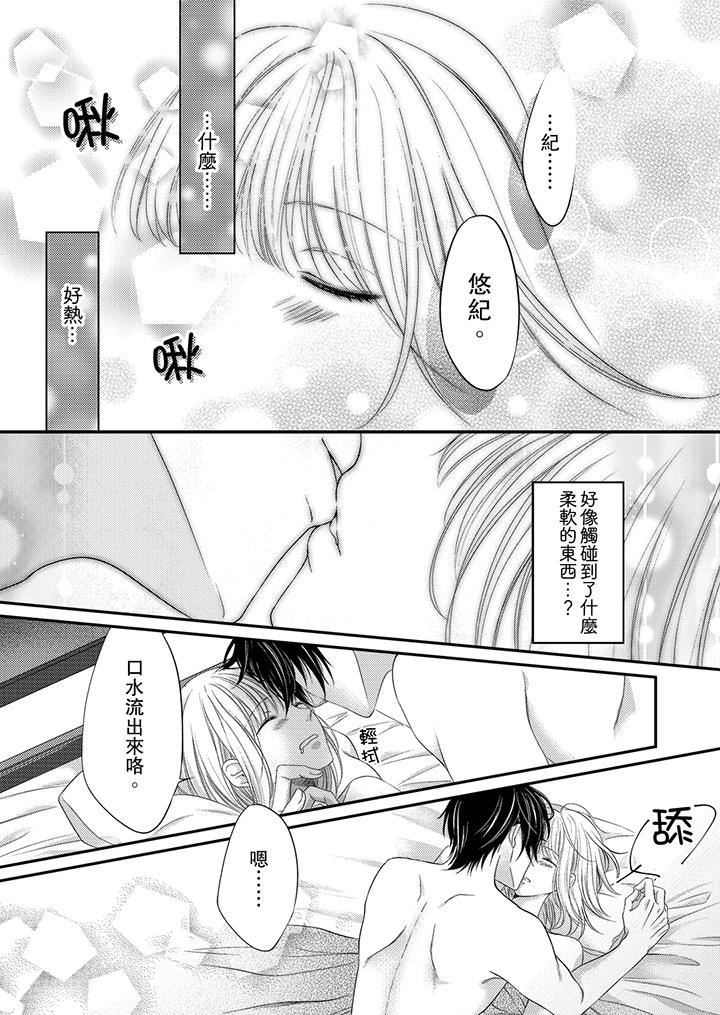 …紀……
悠紀。
…什麼……
啾
好熱…
啾
好像觸碰到了什麼
柔軟的東西…？
輕拭
口水流出來咯。
舔
嗯……